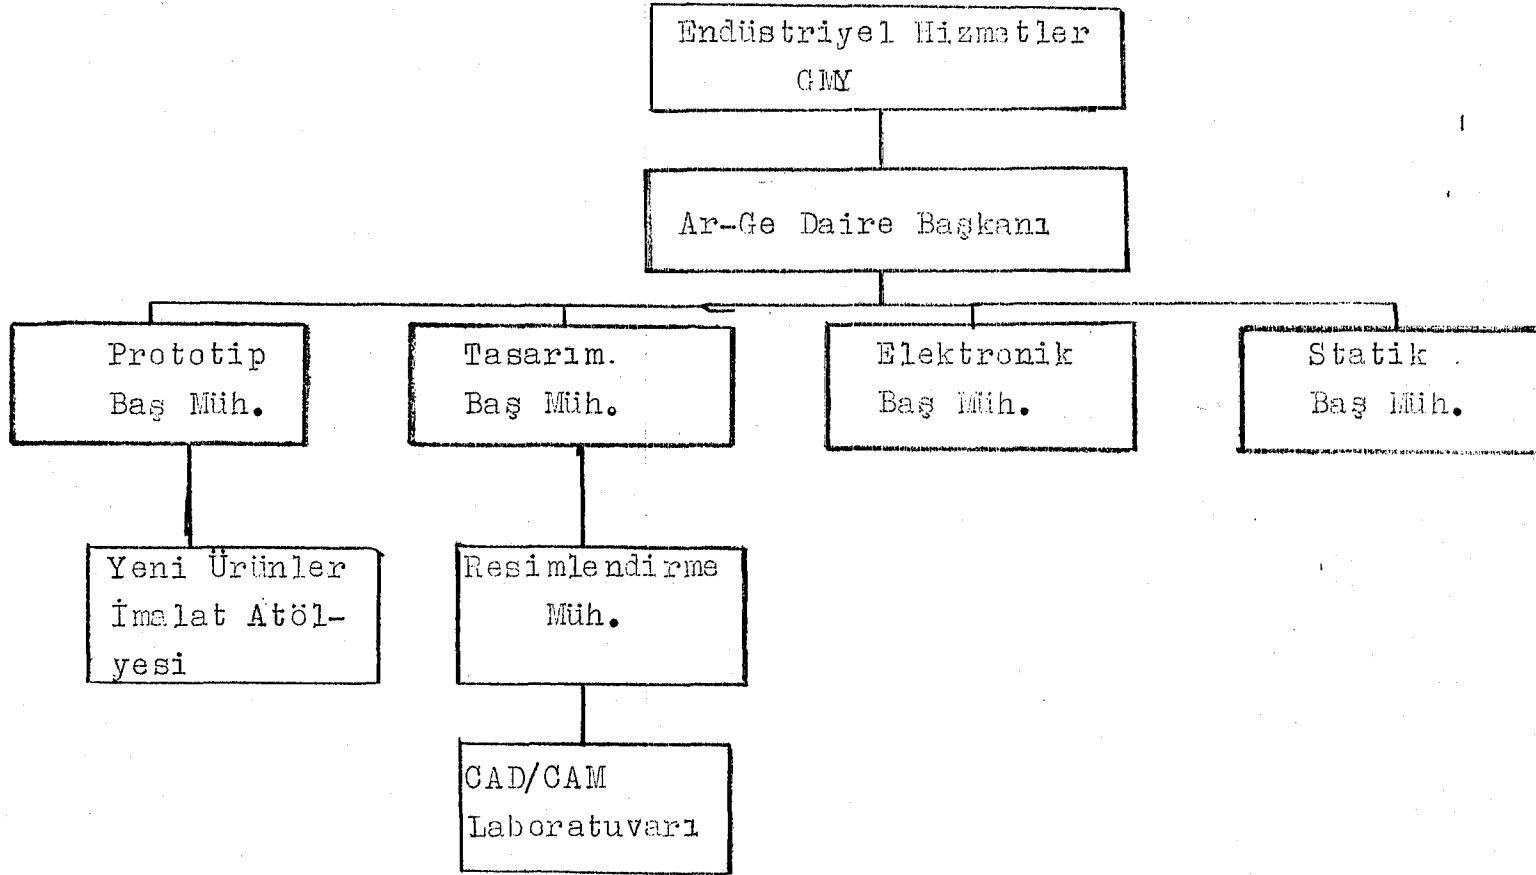 Endüstriyel Hizmetler
GMY
Ar-Ge Daire Başkanı
Prototip
Baş Müh.
Tasarım.
Baş Müh.
Elektronik
Baş Müh.
Statik .
Baş Müh.
Yeni Ürünler
İmalat Atöl-
yesi
Resimlendirme
Müh.
CAD/CAM
Laboratuvarı